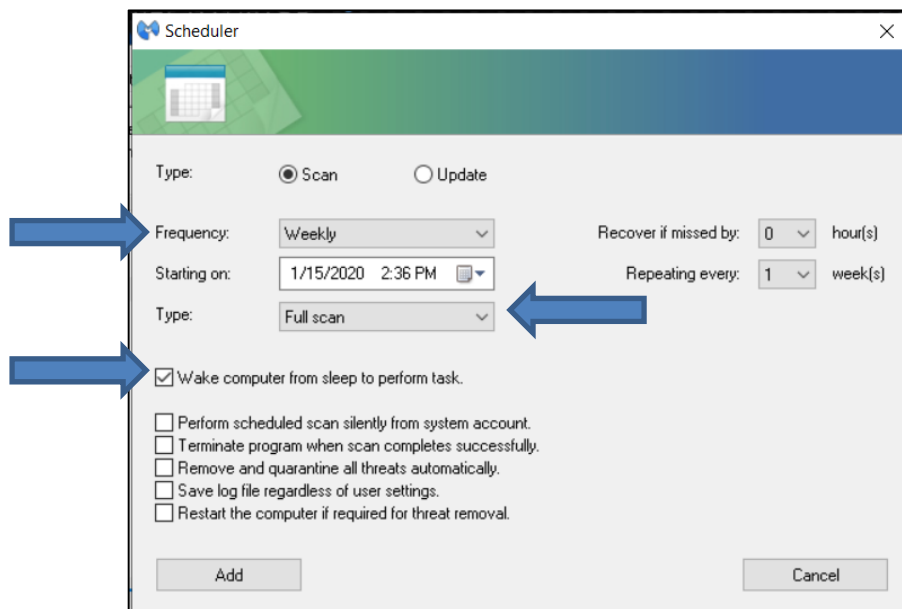 Scheduler
Type: Scan Update
Frequency: Weekly Recover if missed by: 0 hour(s)
Starting on: 1/15/2020 2:36 PM Repeating every: 1 week(s)
Type: Full scan
Wake computer from sleep to perform task.
Perform scheduled scan silently from system account.
Terminate program when scan completes successfully.
Remove and quarantine all threats automatically.
Save log file regardless of user settings.
Restart the computer if required for threat removal.
Add Cancel